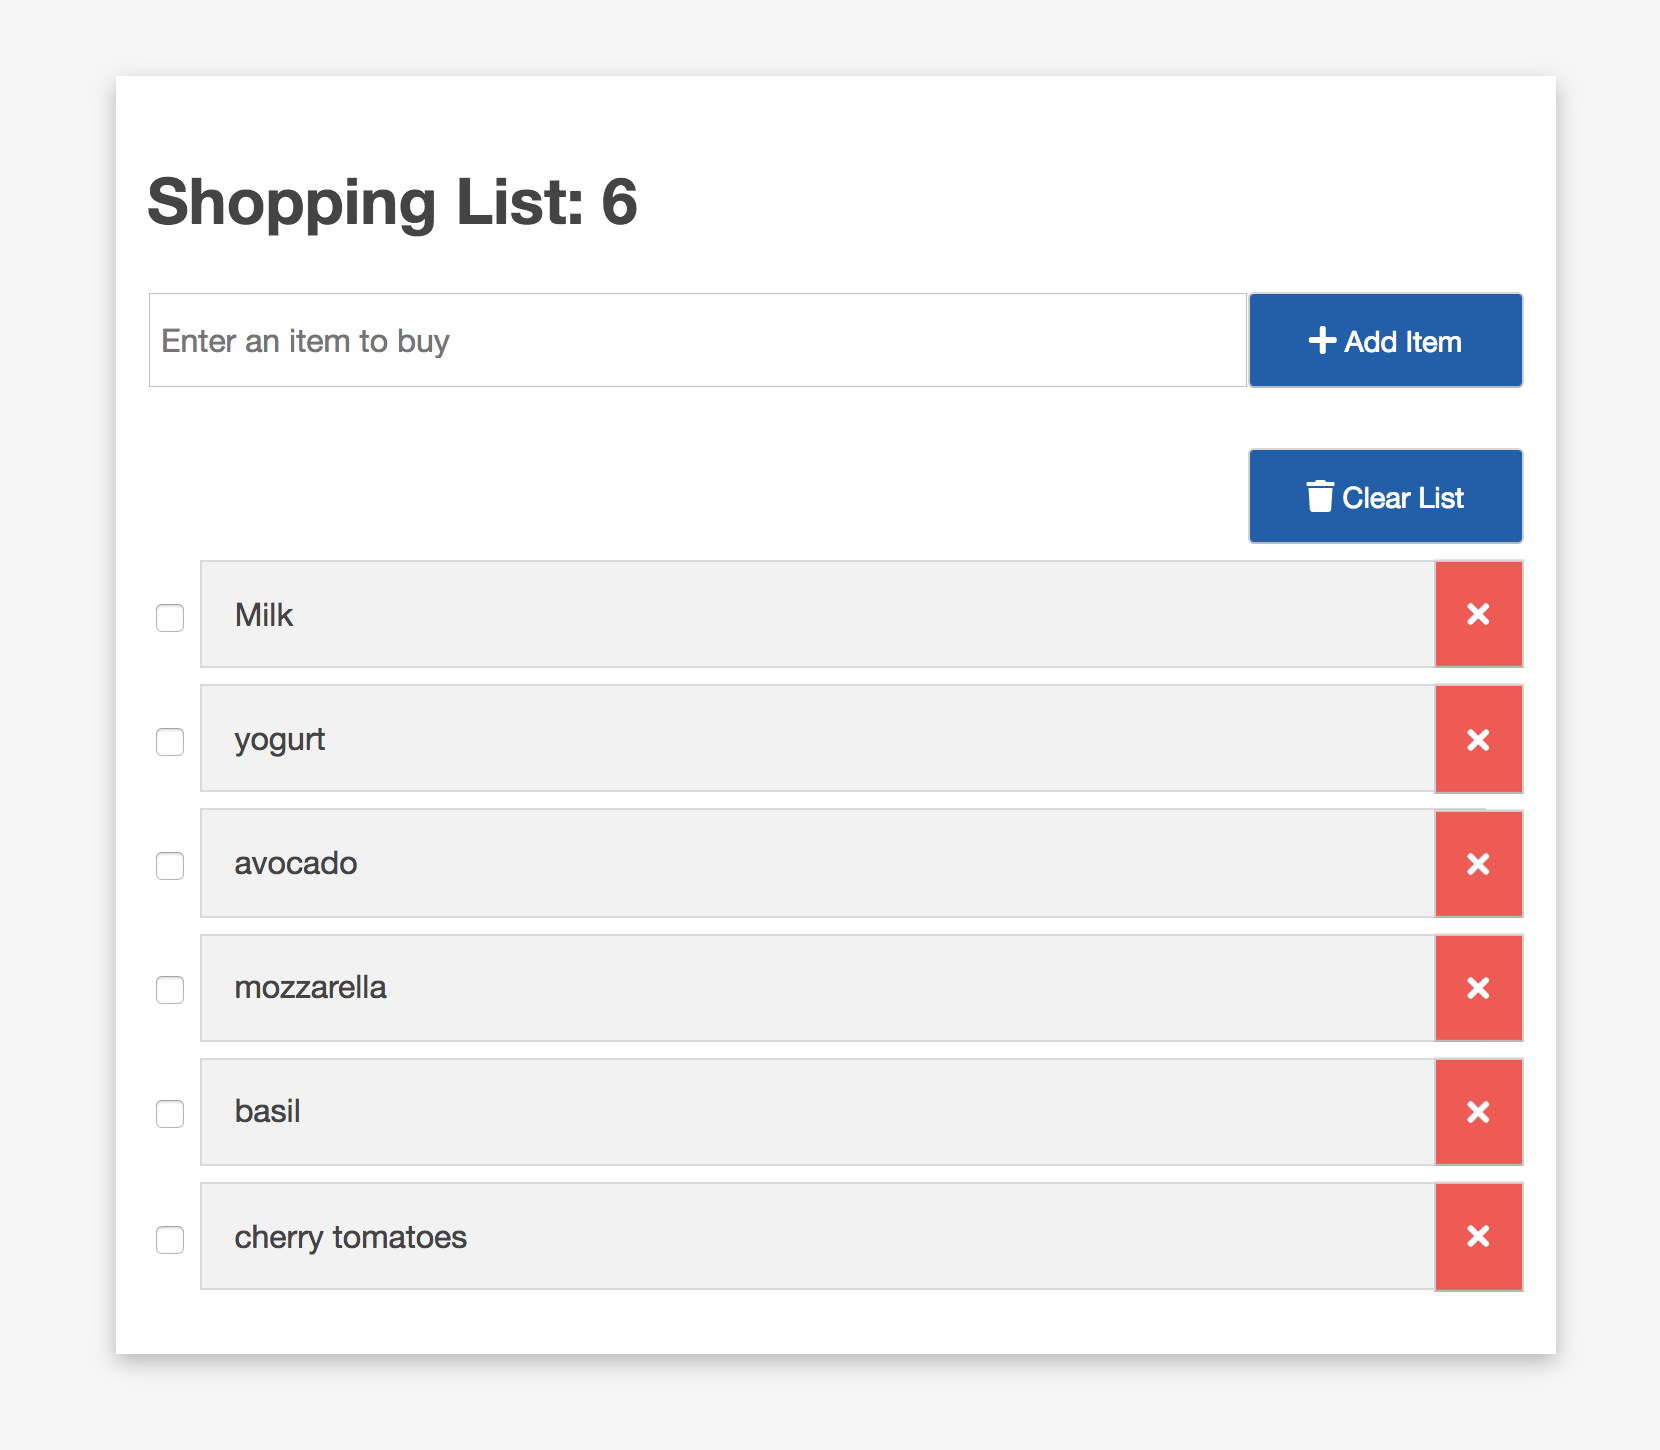 Shopping List: 6
Enter an item to buy
Add Item
Clear List
Milk
yogurt
avocado
mozzarella
basil
cherry tomatoes